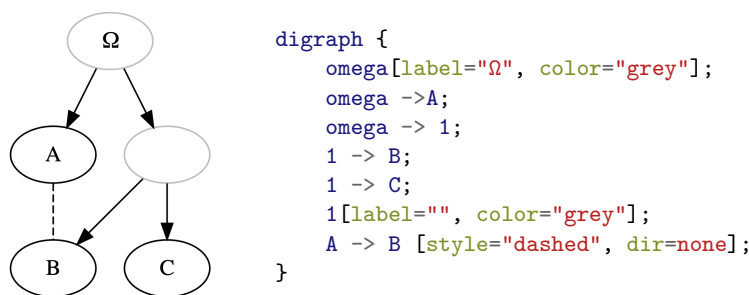 Ω
A
B
C
digraph {
    omega[label="Ω", color="grey"];
    omega ->A;
    omega -> 1;
    1 -> B;
    1 -> C;
    1[label="", color="grey"];
    A -> B [style="dashed", dir=none];
}